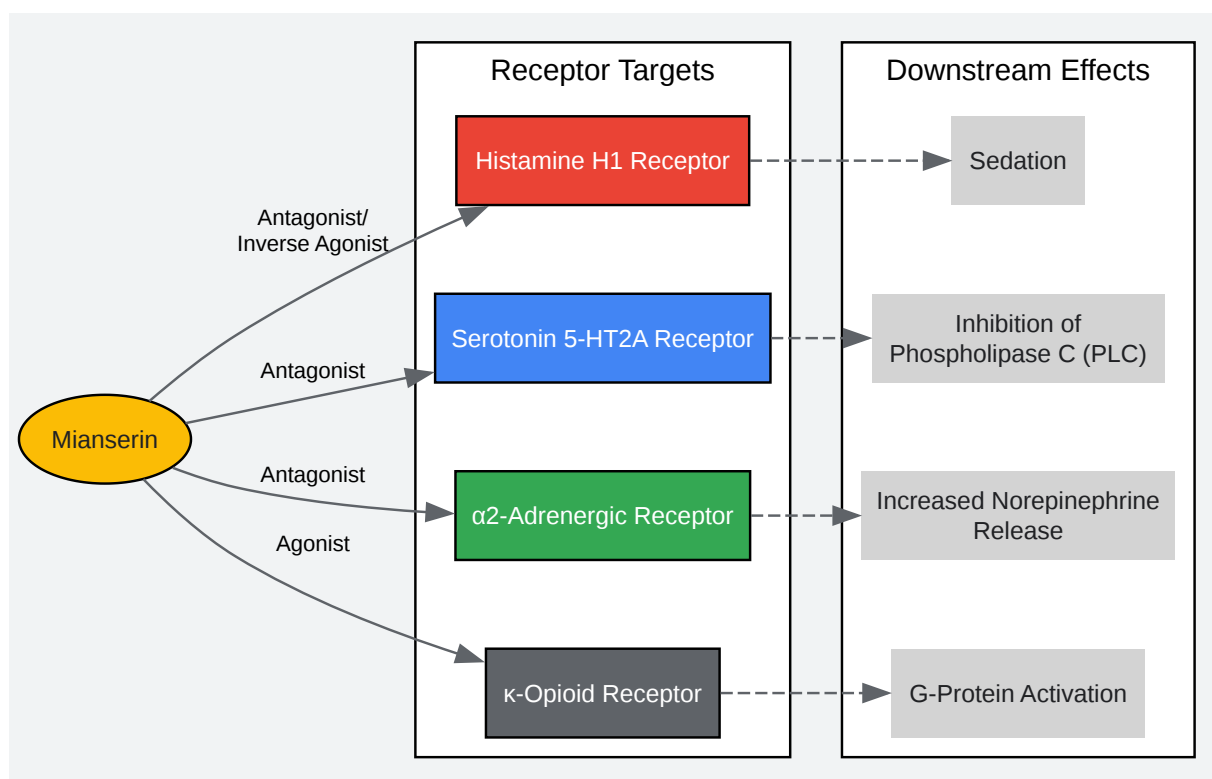 Receptor Targets
Downstream Effects
Histamine H1 Receptor
Sedation
Antagonist/
Inverse Agonist
Serotonin 5-HT2A Receptor
Inhibition of
Phospholipase C (PLC)
Antagonist
Mianserin
Antagonist
α2-Adrenergic Receptor
Increased Norepinephrine
Release
Agonist
κ-Opioid Receptor
G-Protein Activation